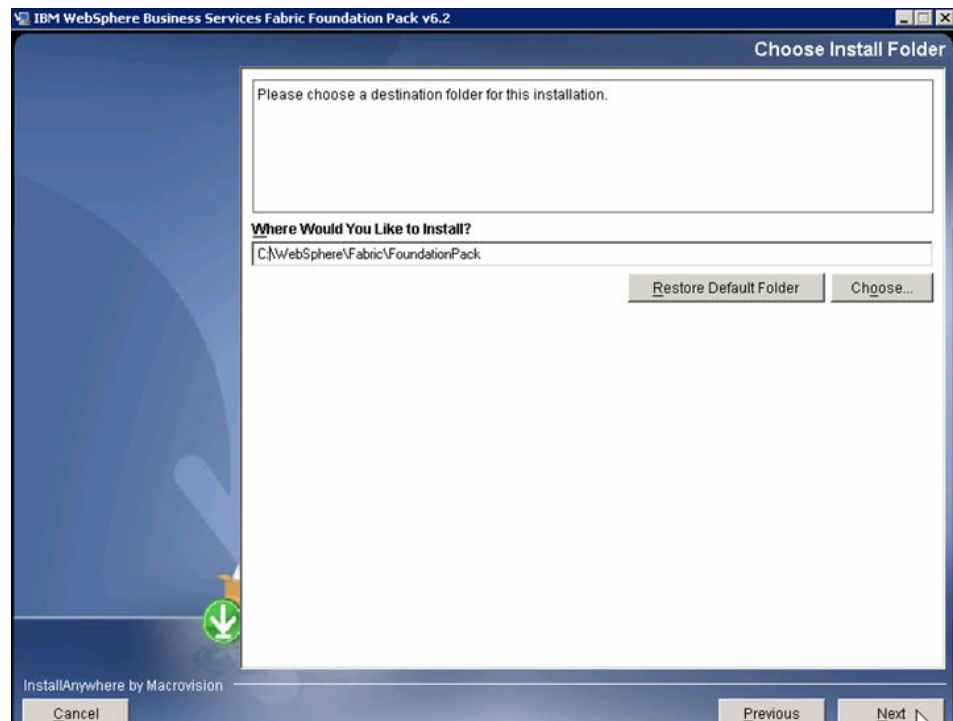 IBM WebSphere Business Services Fabric Foundation Pack v6.2
Choose Install Folder
Please choose a destination folder for this installation.
Where Would You Like to Install?
C:\WebSphere\Fabric\FoundationPack
Restore Default Folder
Choose...
InstallAnywhere by Macrovision
Cancel
Previous
Next